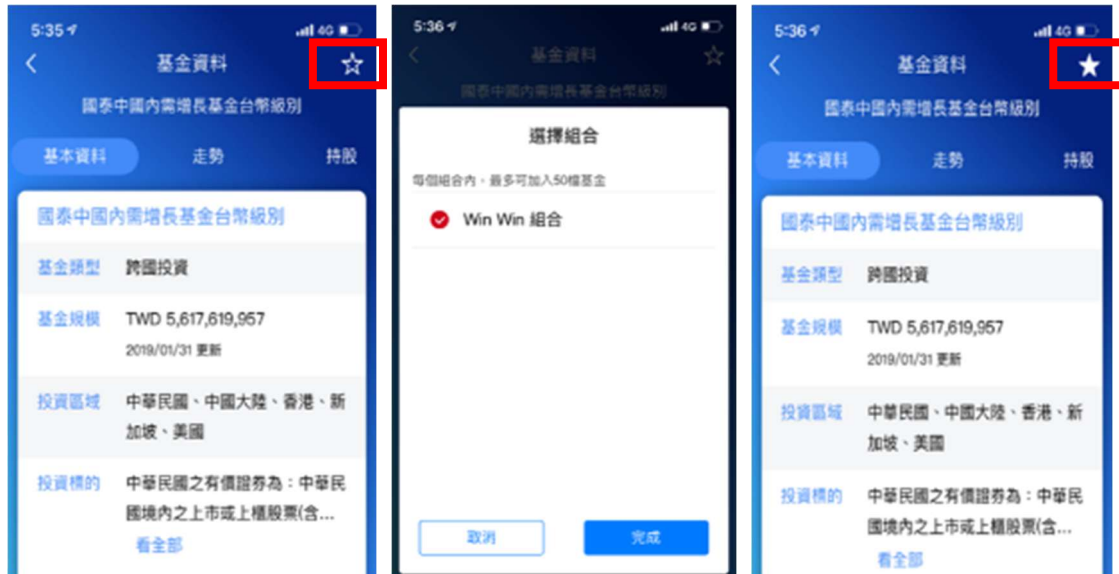 5:35
4G
基金資料
國泰中國內需增長基金台幣級別
基本資料
走勢
持股
國泰中國內需增長基金台幣級別
基金類型
跨國投資
基金規模
TWD 5,617,619,957
2019/01/31 更新
投資區域
中華民國、中國大陸、香港、新
加坡、美國
投資標的
中華民國之有價證券為：中華民
國境內之上市或上櫃股票(含...
看全部
5:36
4G
基金資料
國泰中國內需增長基金台幣級別
選擇組合
每個組合內，最多可加入50檔基金
Win Win 組合
取消
完成
5:36
4G
基金資料
國泰中國內需增長基金台幣級別
基本資料
走勢
持股
國泰中國內需增長基金台幣級別
基金類型
跨國投資
基金規模
TWD 5,617,619,957
2019/01/31 更新
投資區域
中華民國、中國大陸、香港、新
加坡、美國
投資標的
中華民國之有價證券為：中華民
國境內之上市或上櫃股票(含...
看全部